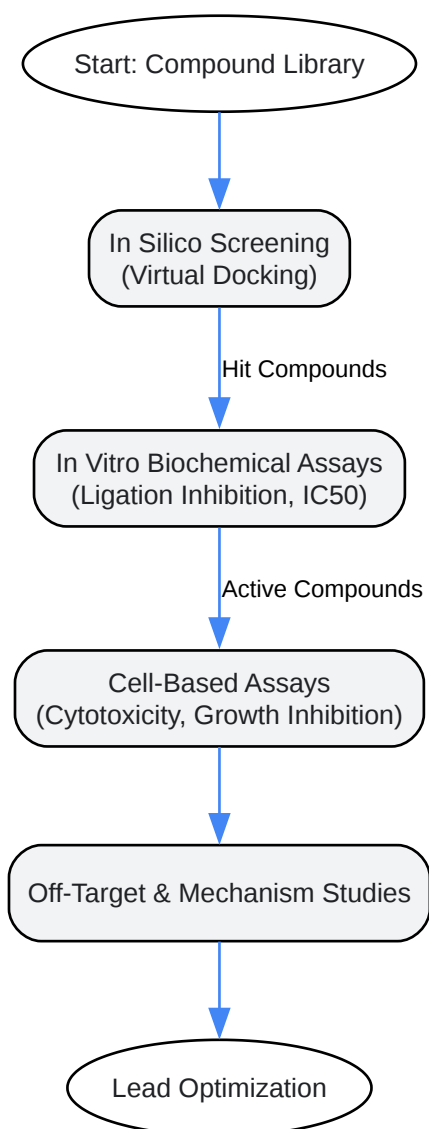 Start: Compound Library
In Silico Screening
(Virtual Docking)
Hit Compounds
In Vitro Biochemical Assays
(Ligation Inhibition, IC50)
Active Compounds
Cell-Based Assays
(Cytotoxicity, Growth Inhibition)
Off-Target & Mechanism Studies
Lead Optimization